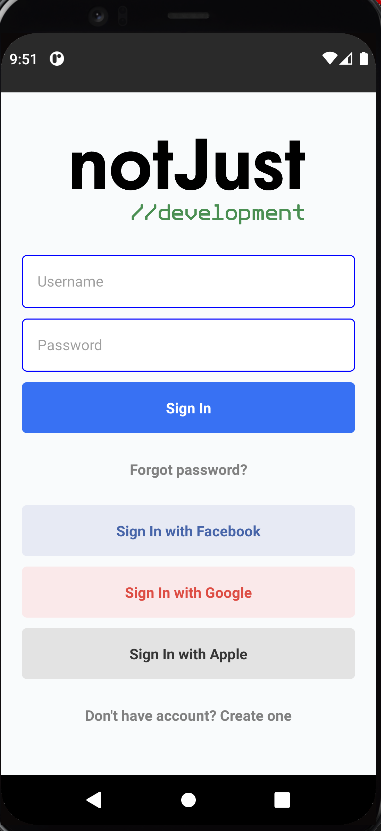 9:51
notJust
//development
Username
Password
Sign In
Forgot password?
Sign In with Facebook
Sign In with Google
Sign In with Apple
Don't have account? Create one